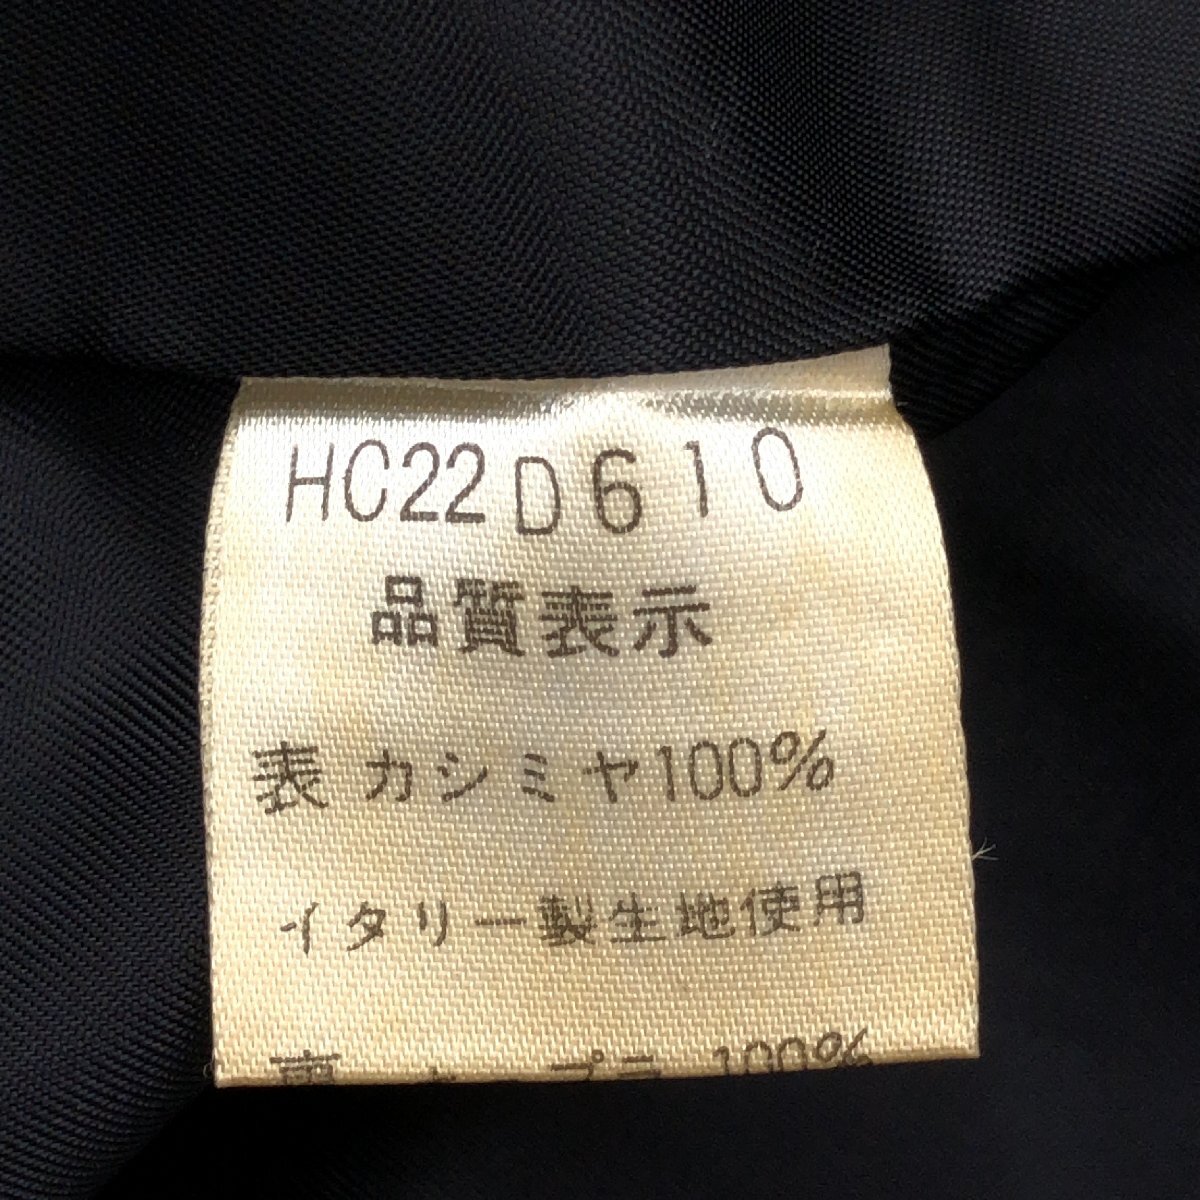 HC22D610
品質表示
表 カシミヤ100%
イタリー製生地使用
100%